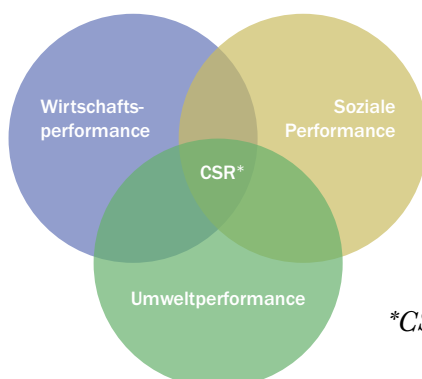 Wirtschafts-
performance
Soziale
Performance
CSR*
Umweltperformance